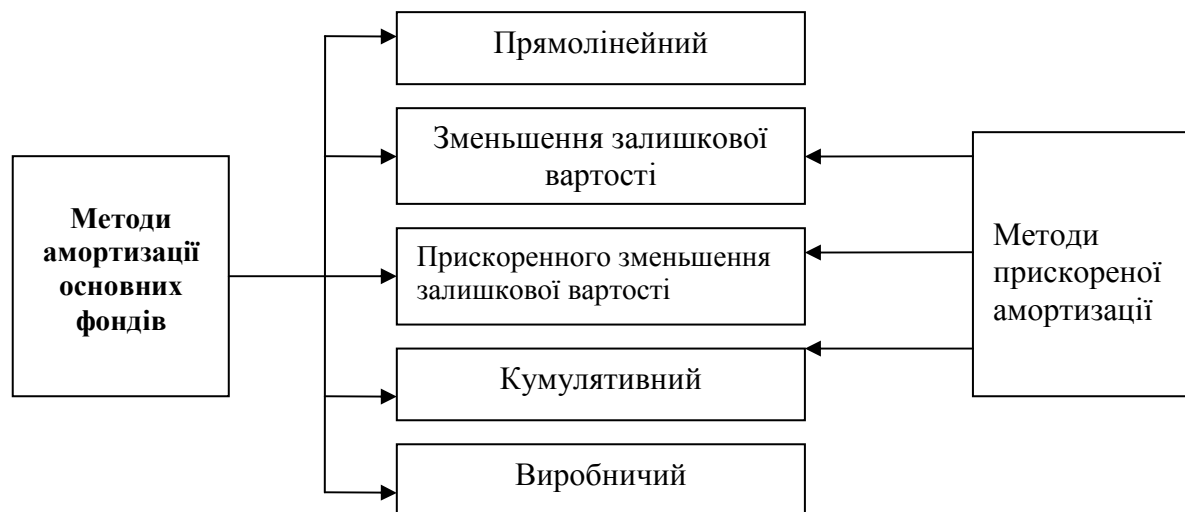 Прямолінейний
Зменьшення залишкової
вартості
Методи
амортизації
основних
фондів
Прискоренного зменьшення
залишкової вартості
Методи
прискореної
амортизації
Кумулятивний
Виробничий